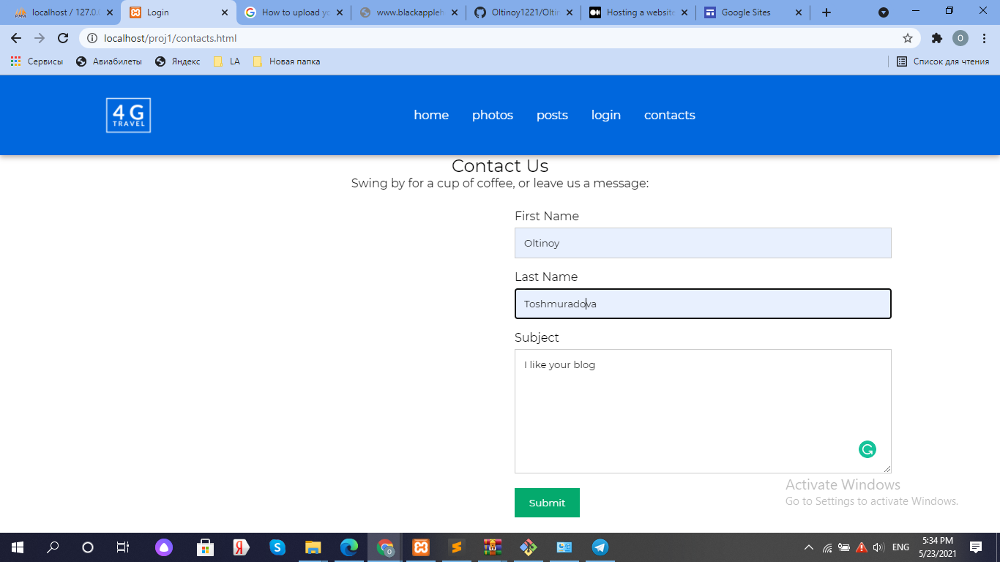 localhost / 127.0.
Login
How to upload yo
www.blackappleh
Oltinoy1221/Oltin
Hosting a website
Google Sites
localhost/proj1/contacts.html
O
Сервисы
Авиабилеты
Яндекс
LA
Новая папка
Список для чтения
4 G
TRAVEL
home
photos
posts
login
contacts
Contact Us
Swing by for a cup of coffee, or leave us a message:
First Name
Oltinoy
Last Name
Toshmuradova
Subject
I like your blog
Submit
Activate Windows
Go to Settings to activate Windows.
ENG
5:34 PM
5/23/2021